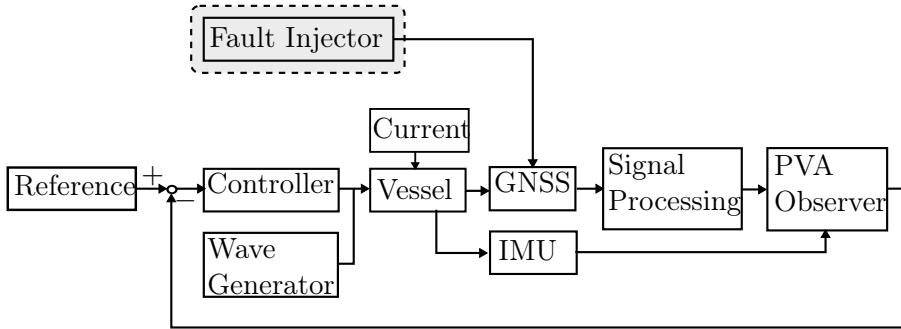 Fault Injector
Current
Reference
+
−
Controller
Vessel
GNSS
Signal
Processing
PVA
Observer
Wave
Generator
IMU